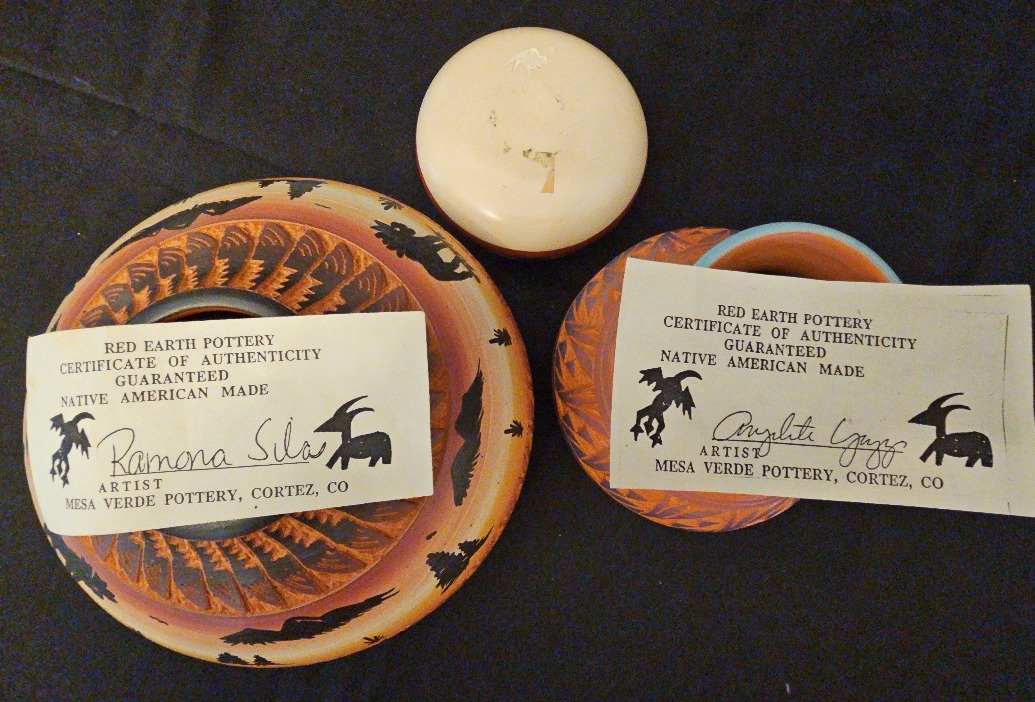 RED EARTH POTTERY
CERTIFICATE OF AUTHENTICITY
GUARANTEED
NATIVE AMERICAN MADE
Ramona Silas
ARTIST
MESA VERDE POTTERY, CORTEZ, CO
RED EARTH POTTERY
CERTIFICATE OF AUTHENTICITY
GUARANTEED
NATIVE AMERICAN MADE
ARTIST
MESA VERDE POTTERY, CORTEZ, CO